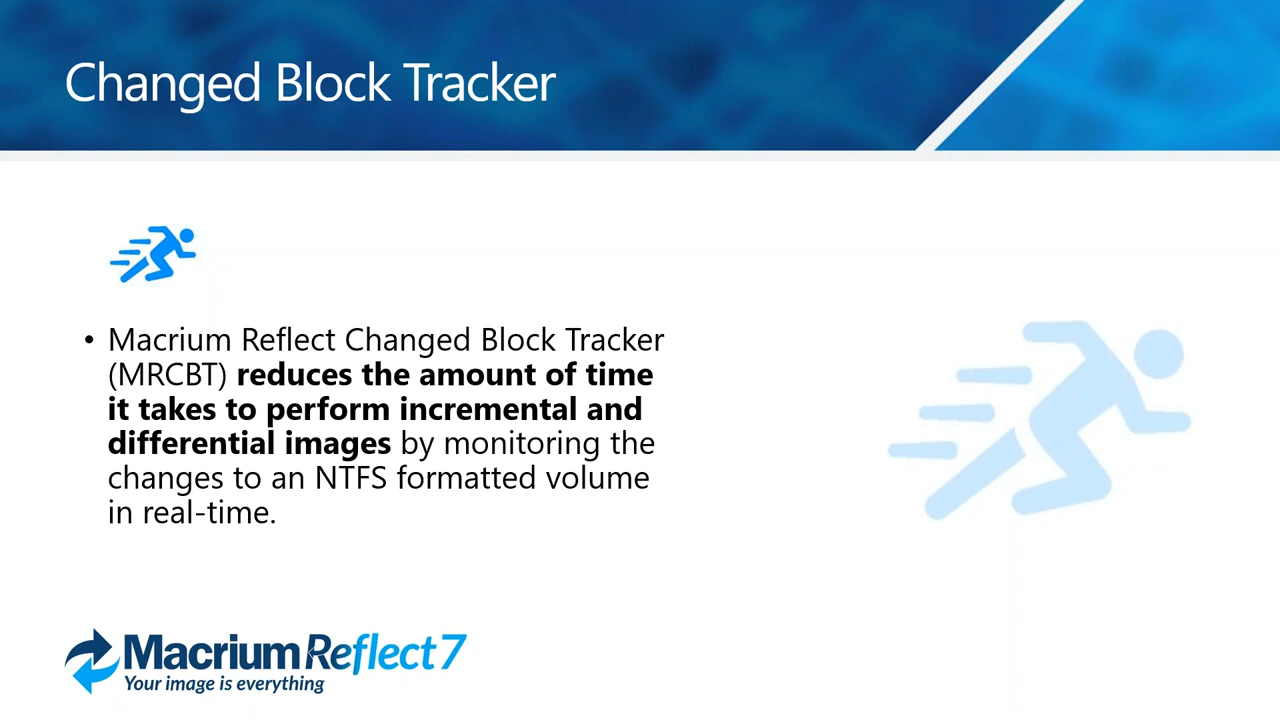 Changed Block Tracker
• Macrium Reflect Changed Block Tracker
(MRCBT) reduces the amount of time
it takes to perform incremental and
differential images by monitoring the
changes to an NTFS formatted volume
in real-time.
Macrium Reflect 7
Your image is everything